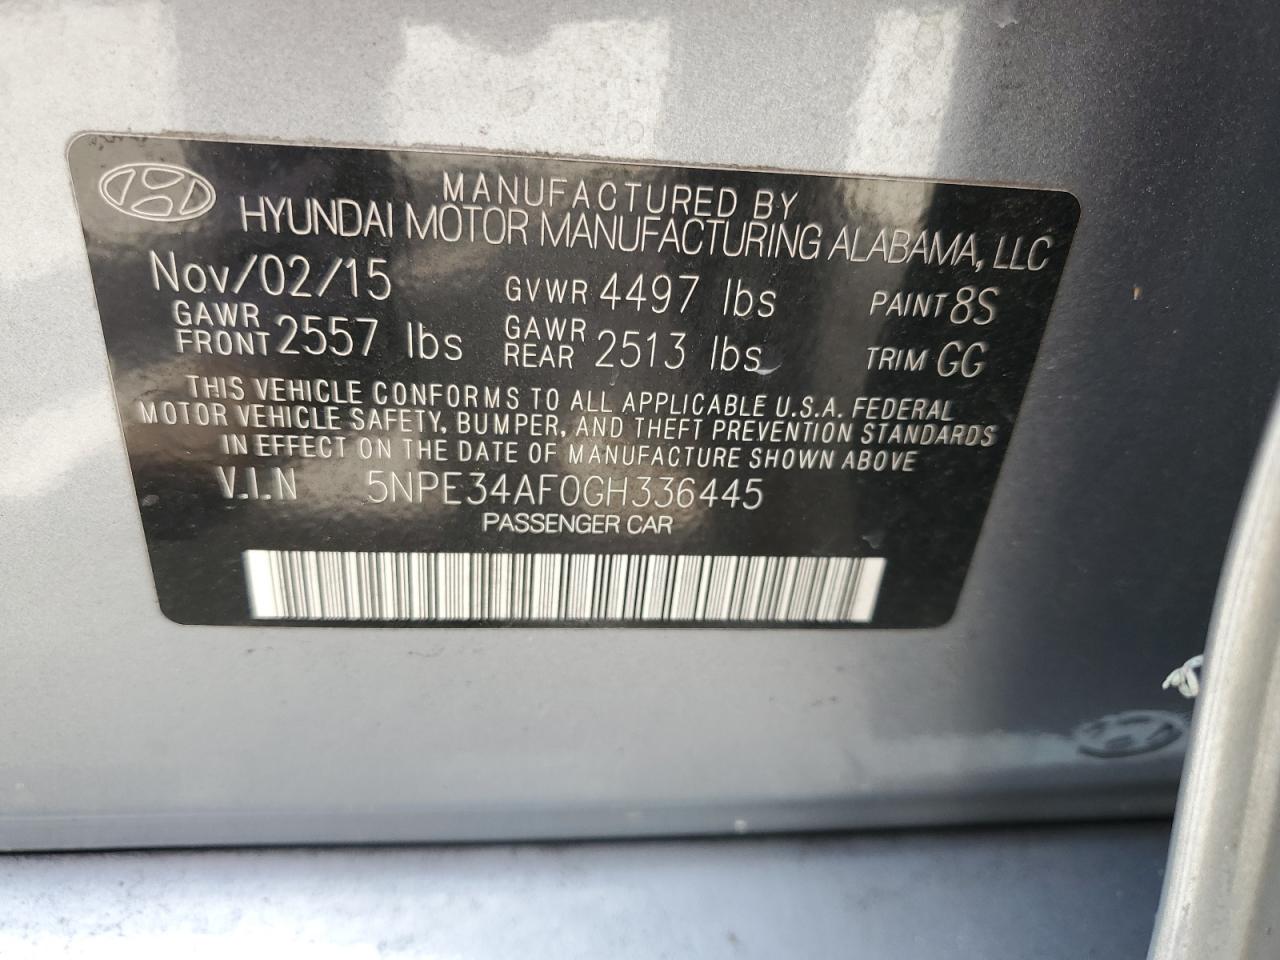 MANUFACTURED BY
HYUNDAI MOTOR MANUFACTURING ALABAMA, LLC
Nov/02/15 GVWR 4497 lbs PAINT 8S
GAWR FRONT 2557 lbs GAWR REAR 2513 lbs TRIM GG
THIS VEHICLE CONFORMS TO ALL APPLICABLE U.S.A. FEDERAL
MOTOR VEHICLE SAFETY, BUMPER, AND THEFT PREVENTION STANDARDS
IN EFFECT ON THE DATE OF MANUFACTURE SHOWN ABOVE
V.I.N 5NPE34AF0GH336445
PASSENGER CAR